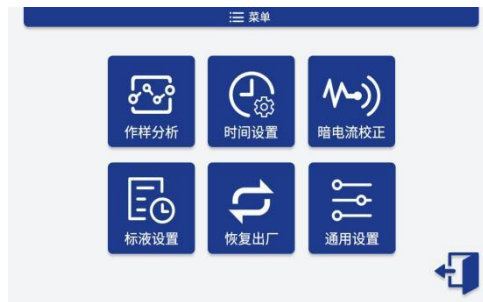 菜单
作样分析
时间设置
暗电流校正
标液设置
恢复出厂
通用设置